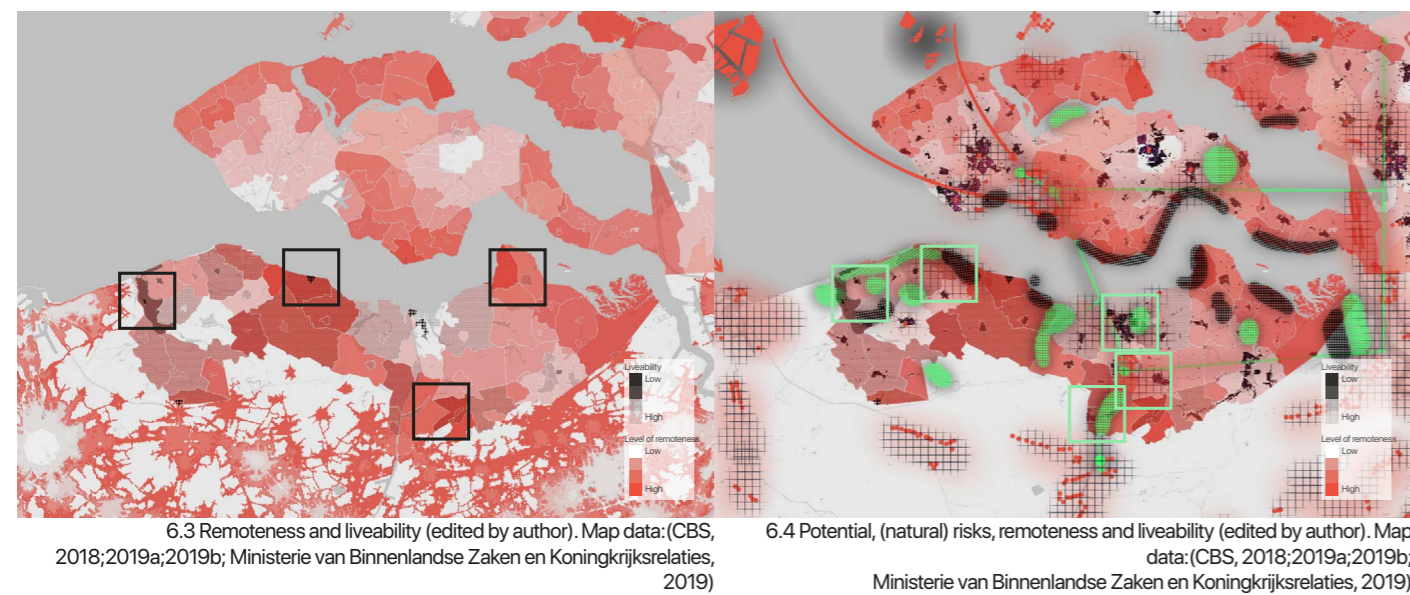 Liveability
Low
High
Level of remoteness
Low
High
Liveability
Low
High
Level of remoteness
Low
High
6.3 Remoteness and liveability (edited by author). Map data:(CBS,
2018;2019a;2019b; Ministerie van Binnenlandse Zaken en Koningkrijksrelaties,
2019)
6.4 Potential, (natural) risks, remoteness and liveability (edited by author). Map
data:(CBS, 2018;2019a;2019b;
Ministerie van Binnenlandse Zaken en Koningkrijksrelaties, 2019)